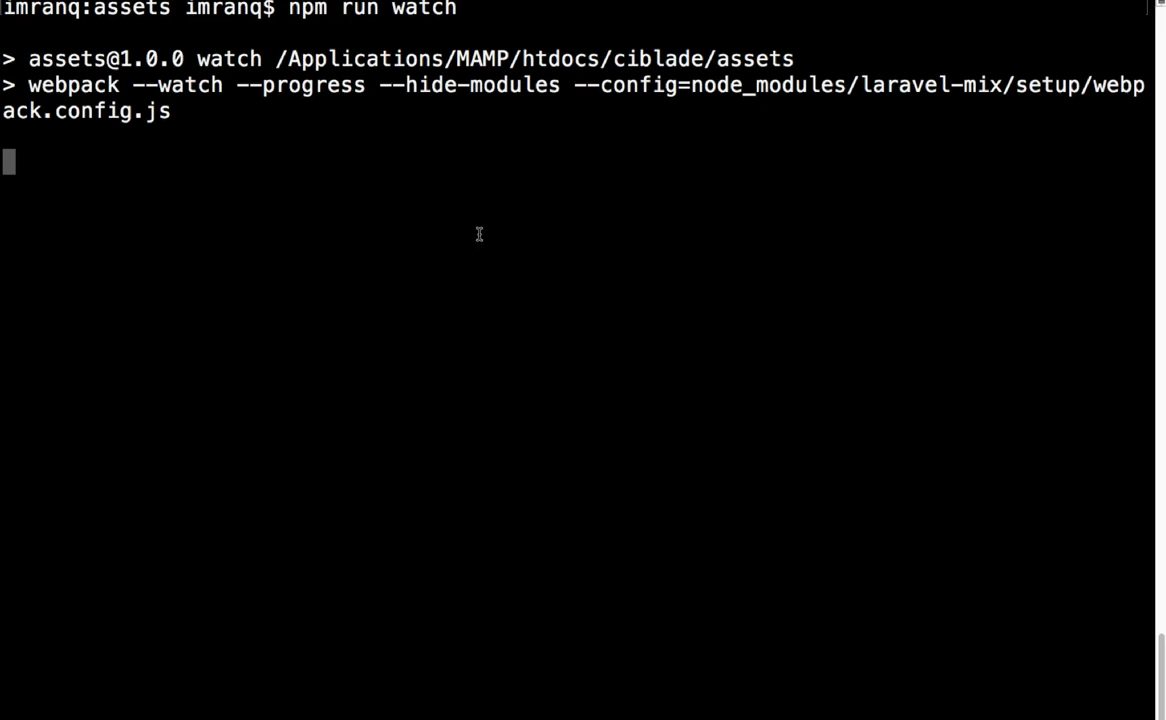 imranq:assets imranq$ npm run watch
> assets@1.0.0 watch /Applications/MAMP/htdocs/ciblade/assets
> webpack --watch --progress --hide-modules --config=node_modules/laravel-mix/setup/webp
ack.config.js